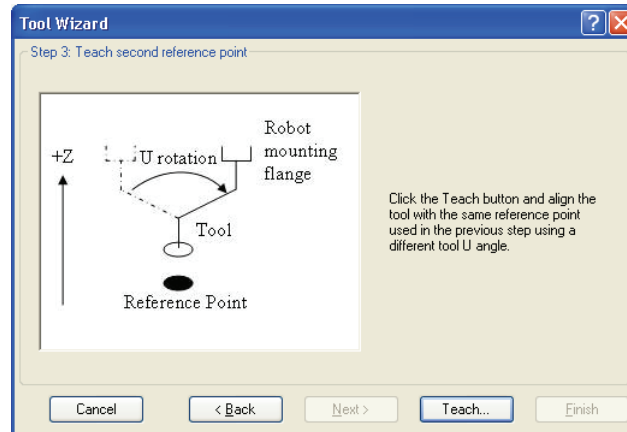 Tool Wizard
Step 3: Teach second reference point
+Z
U rotation
Robot
mounting
flange
Tool
Reference Point
Click the Teach button and align the
tool with the same reference point
used in the previous step using a
different tool U angle.
Cancel
< Back
Next >
Teach...
Finish